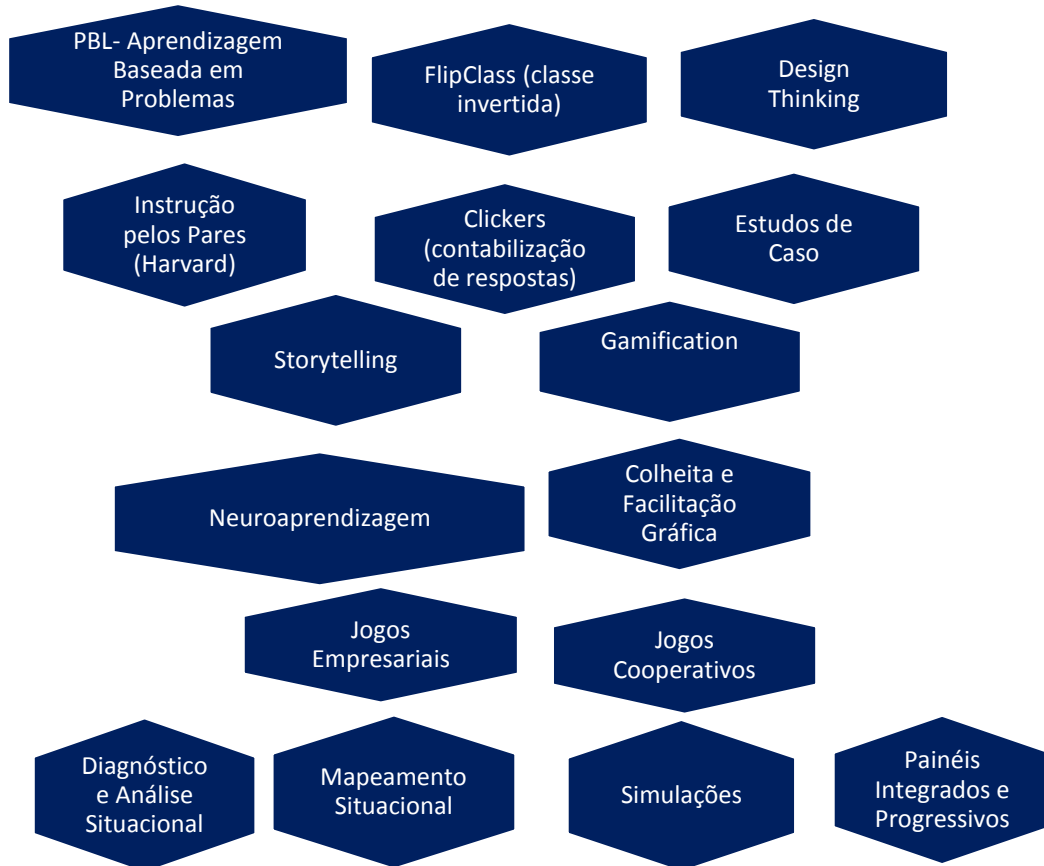 PBL- Aprendizagem
Baseada em
Problemas
FlipClass (classe
invertida)
Design
Thinking
Instrução
pelos Pares
(Harvard)
Clickers
(contabilização
de respostas)
Estudos de
Caso
Storytelling
Gamification
Neuroaprendizagem
Colheita e
Facilitação
Gráfica
Jogos
Empresariais
Jogos
Cooperativos
Diagnóstico
e Análise
Situacional
Mapeamento
Situacional
Simulações
Painéis
Integrados e
Progressivos